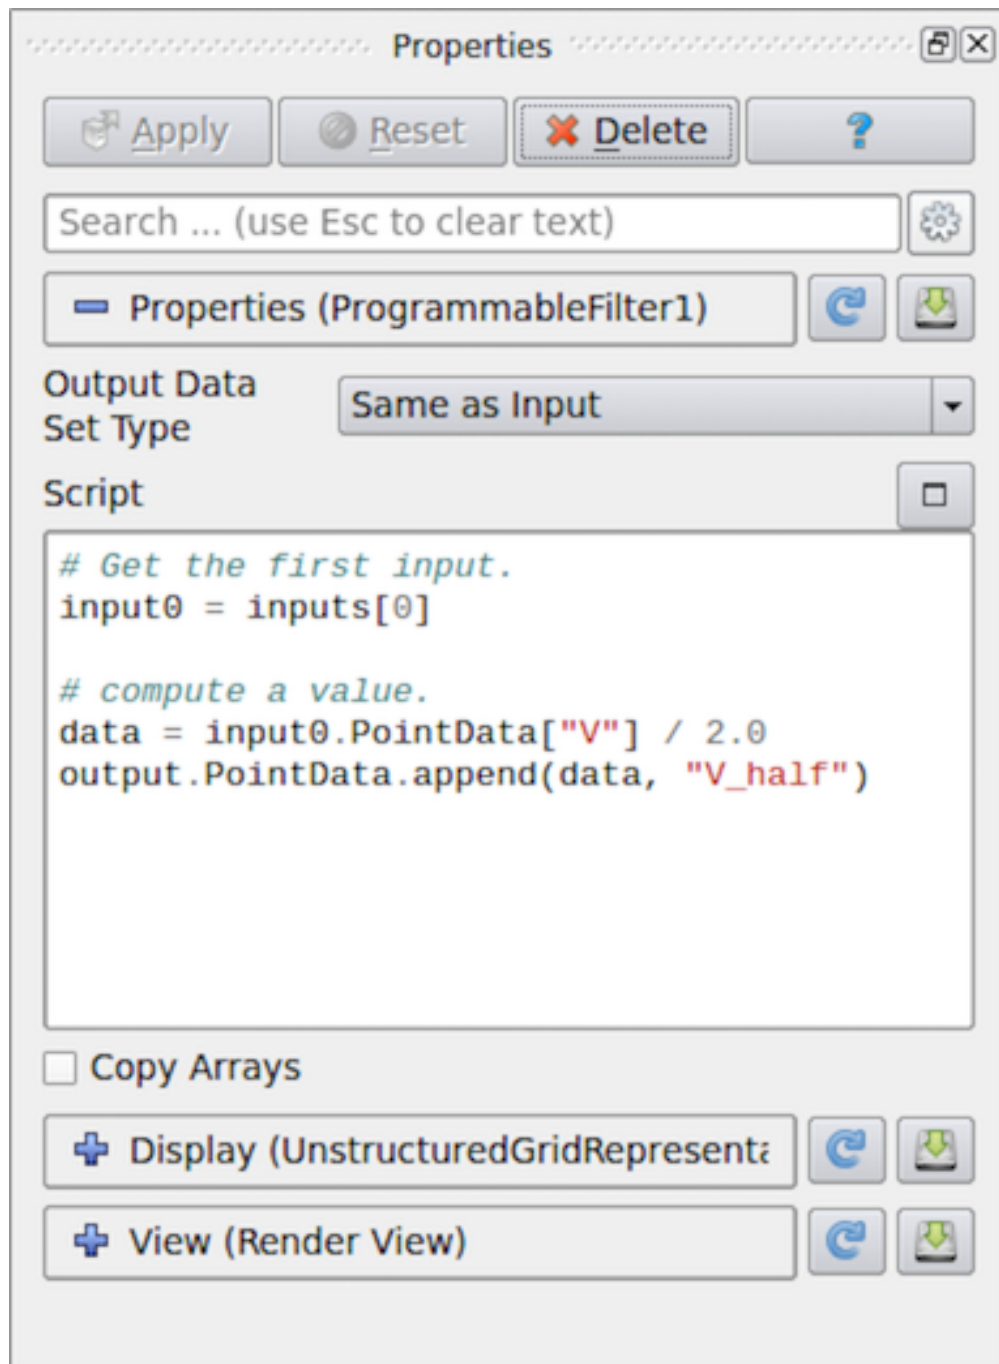 Properties
Apply Reset Delete ?
Search ... (use Esc to clear text)
Properties (ProgrammableFilter1)
Output Data
Set Type
Same as Input
Script
# Get the first input.
input0 = inputs[0]
# compute a value.
data = input0.PointData["V"] / 2.0
output.PointData.append(data, "V_half")
Copy Arrays
Display (UnstructuredGridRepresenta
View (Render View)